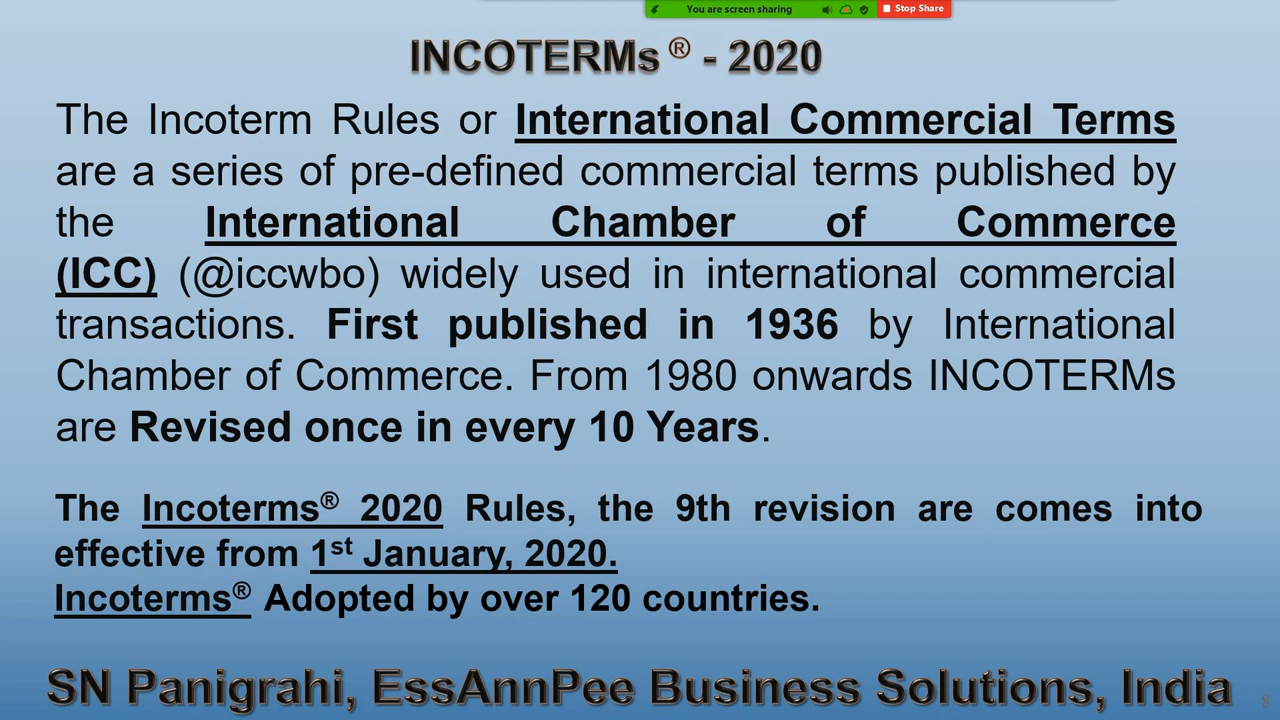 You are screen sharing
Stop Share
INCOTERMs® - 2020
The Incoterm Rules or International Commercial Terms
are a series of pre-defined commercial terms published by
the International Chamber of Commerce
(ICC) (@iccwbo) widely used in international commercial
transactions. First published in 1936 by International
Chamber of Commerce. From 1980 onwards INCOTERMs
are Revised once in every 10 Years.
The Incoterms® 2020 Rules, the 9th revision are comes into
effective from 1st January, 2020.
Incoterms® Adopted by over 120 countries.
SN Panigrahi, EssAnnPee Business Solutions, India
8